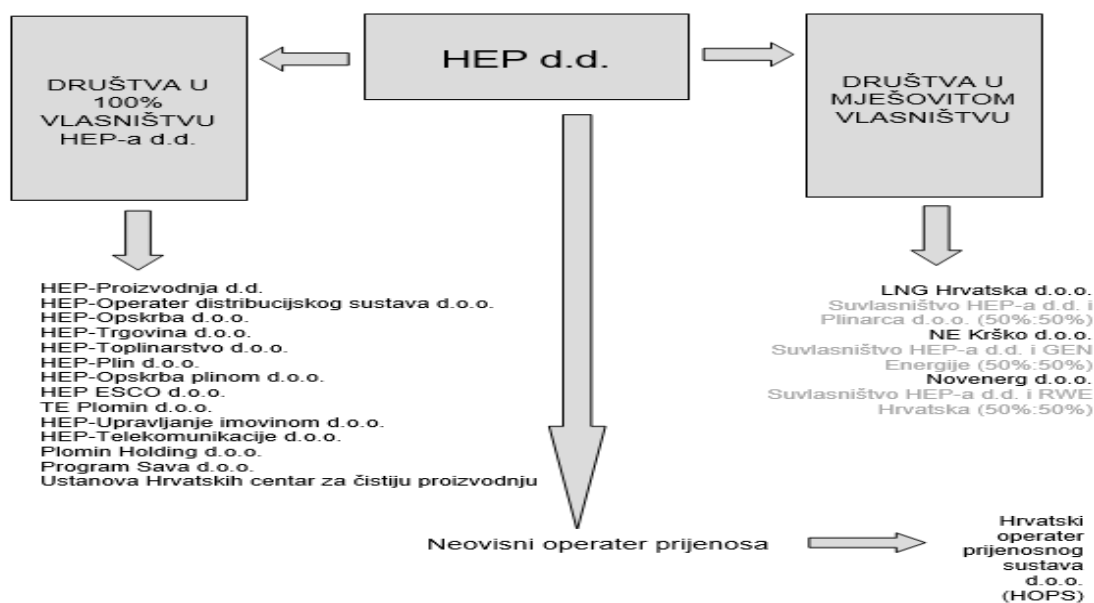 HEP d.d.
DRUŠTVA U
100%
VLASNIŠTVU
HEP-a d.d.
DRUŠTVA U
MJEŠOVITOM
VLASNIŠTVU
HEP-Proizvodnja d.d.
HEP-Operater distribucijskog sustava d.o.o.
HEP-Opskrba d.o.o.
HEP-Trgovina d.o.o.
HEP-Toplinarstvo d.o.o.
HEP-Plin d.o.o.
HEP-Opskrba plinom d.o.o.
HEP ESCO d.o.o.
TE Plomin d.o.o.
HEP-Upravljanje imovinom d.o.o.
HEP-Telekomunikacije d.o.o.
Plomin Holding d.o.o.
Program Sava d.o.o.
Ustanova Hrvatskih centar za čistiju proizvodnju
LNG Hrvatska d.o.o.
Suvlasništvo HEP-a d.d. i
Plinarca d.o.o. (50%:50%)
NE Krško d.o.o.
Suvlasništvo HEP-a d.d. i GEN
Energije (50%:50%)
Novenerg d.o.o.
Suvlasništvo HEP-a d.d. i RWE
Hrvatska (50%:50%)
Neovisni operater prijenosa
Hrvatski
operater
prijenosnog
sustava
d.o.o.
(HOPS)